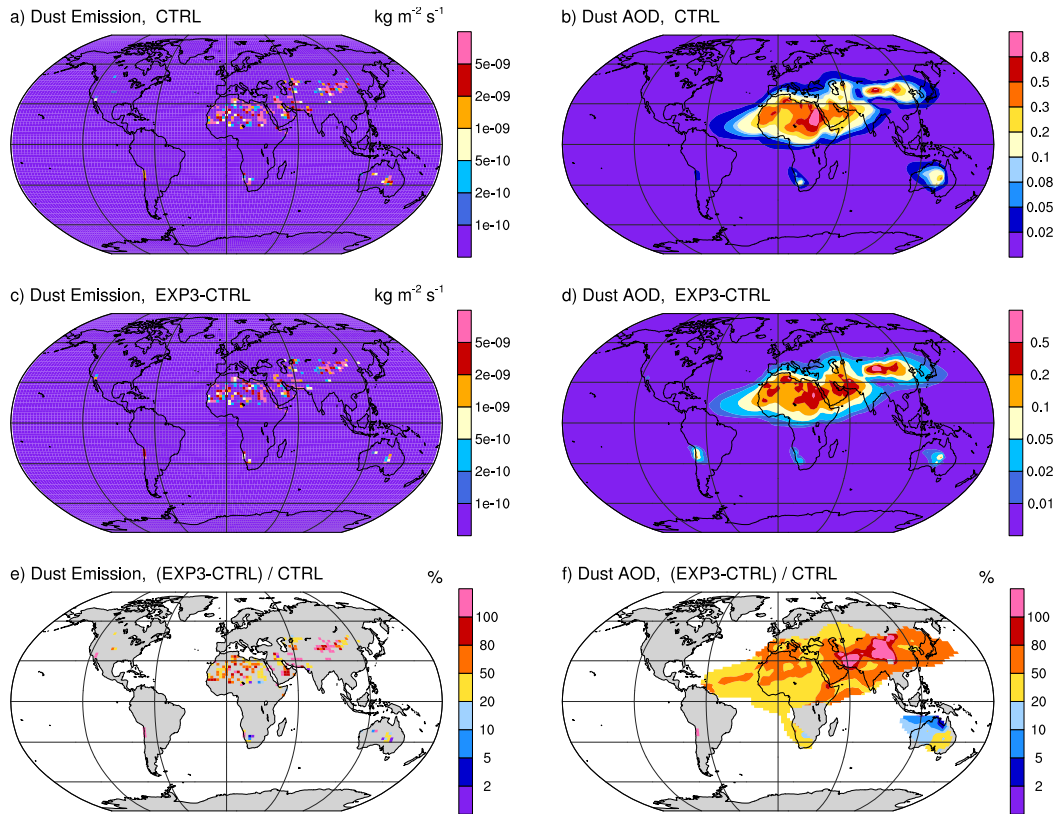 a) Dust Emission, CTRL
kg m⁻² s⁻¹
5e-09
2e-09
1e-09
5e-10
2e-10
1e-10
b) Dust AOD, CTRL
0.8
0.5
0.3
0.2
0.1
0.08
0.05
0.02
c) Dust Emission, EXP3-CTRL
kg m⁻² s⁻¹
5e-09
2e-09
1e-09
5e-10
2e-10
1e-10
d) Dust AOD, EXP3-CTRL
0.5
0.2
0.1
0.05
0.02
0.01
e) Dust Emission, (EXP3-CTRL) / CTRL
%
100
80
50
20
10
5
2
f) Dust AOD, (EXP3-CTRL) / CTRL
%
100
80
50
20
10
5
2